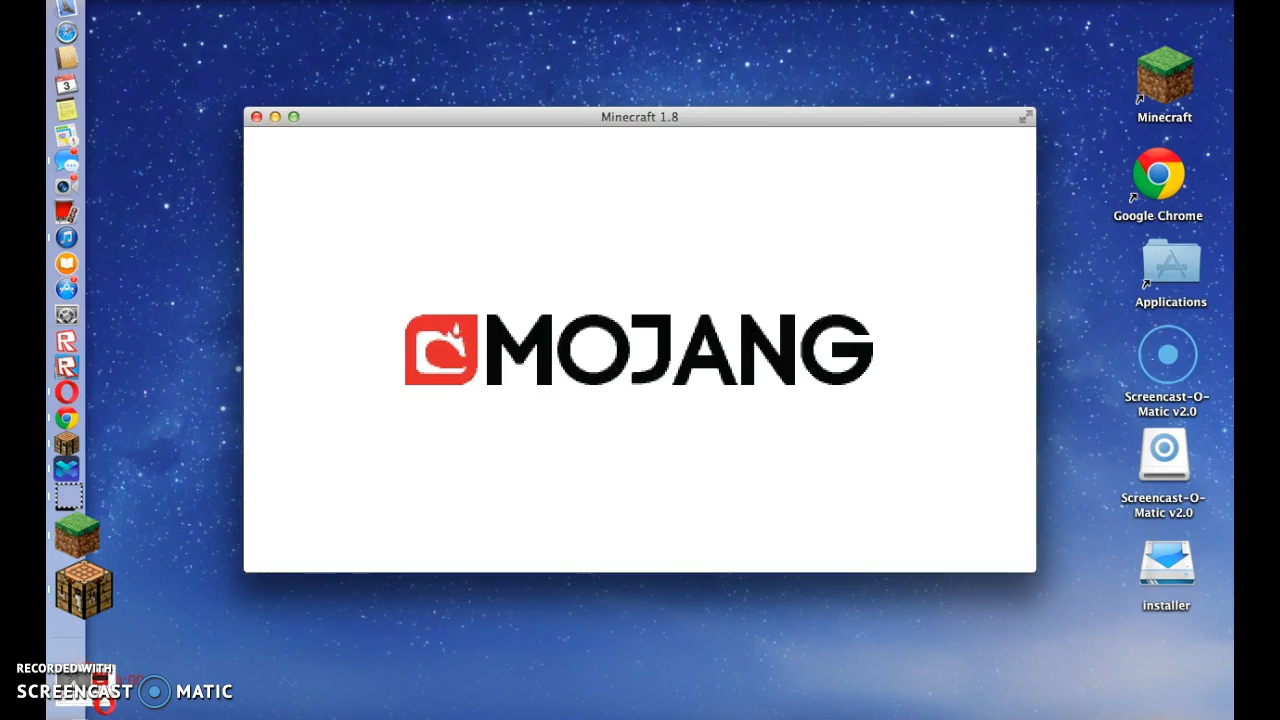 Minecraft 1.8
MOJANG
Minecraft
Google Chrome
Applications
Screencast-O-
Matic v2.0
Screencast-O-
Matic v2.0
installer
3
RECORDED WITH
SCREENCAST MATIC